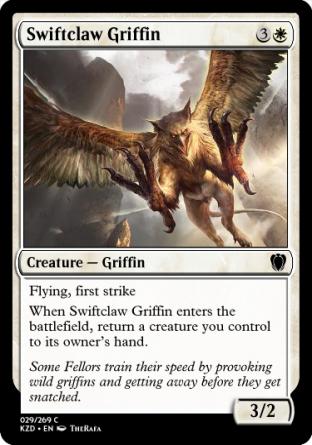 Swiftclaw Griffin 3
Creature — Griffin
Flying, first strike
When Swiftclaw Griffin enters the
battlefield, return a creature you control
to its owner's hand.
Some Fellors train their speed by provoking
wild griffins and getting away before they get
snatched.
3/2
029/269 C
KZD • EN TheRafa